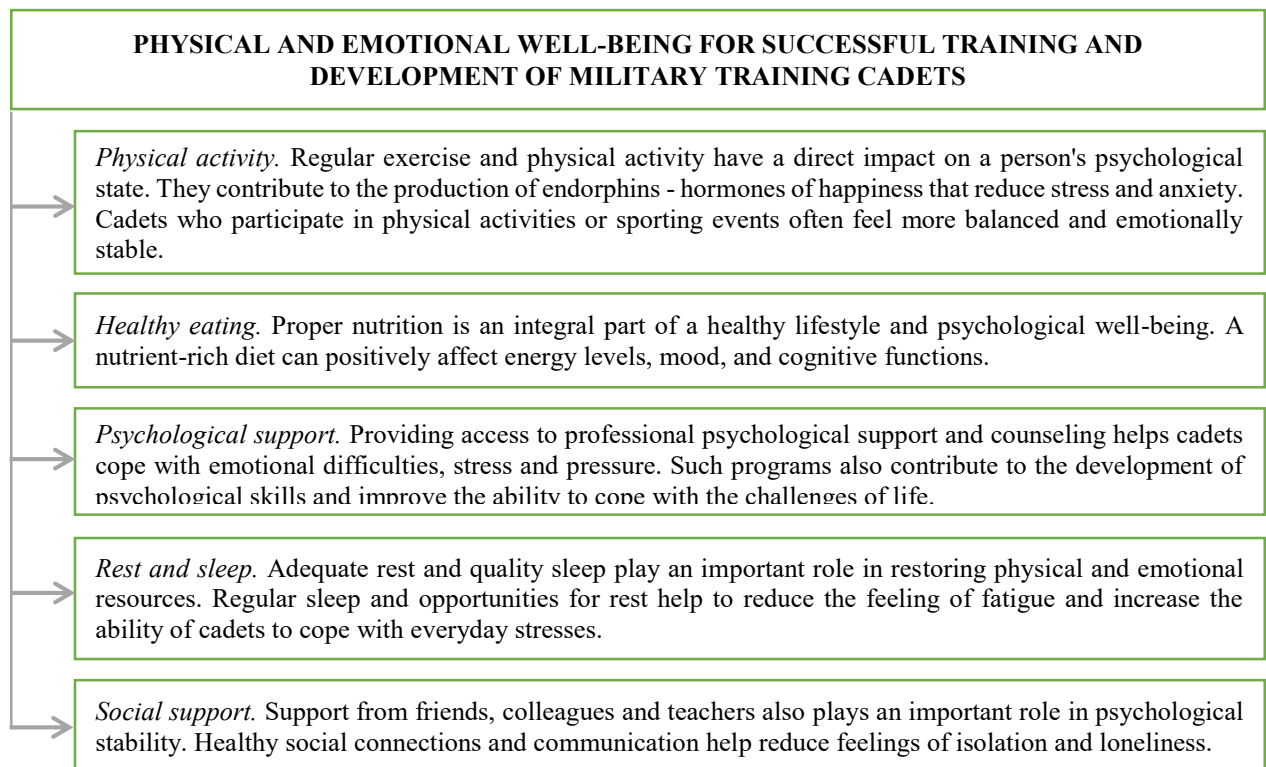 PHYSICAL AND EMOTIONAL WELL-BEING FOR SUCCESSFUL TRAINING AND
DEVELOPMENT OF MILITARY TRAINING CADETS
Physical activity. Regular exercise and physical activity have a direct impact on a person's psychological
state. They contribute to the production of endorphins - hormones of happiness that reduce stress and anxiety.
Cadets who participate in physical activities or sporting events often feel more balanced and emotionally
stable.
Healthy eating. Proper nutrition is an integral part of a healthy lifestyle and psychological well-being. A
nutrient-rich diet can positively affect energy levels, mood, and cognitive functions.
Psychological support. Providing access to professional psychological support and counseling helps cadets
cope with emotional difficulties, stress and pressure. Such programs also contribute to the development of
psychological skills and improve the ability to cope with the challenges of life.
Rest and sleep. Adequate rest and quality sleep play an important role in restoring physical and emotional
resources. Regular sleep and opportunities for rest help to reduce the feeling of fatigue and increase the
ability of cadets to cope with everyday stresses.
Social support. Support from friends, colleagues and teachers also plays an important role in psychological
stability. Healthy social connections and communication help reduce feelings of isolation and loneliness.